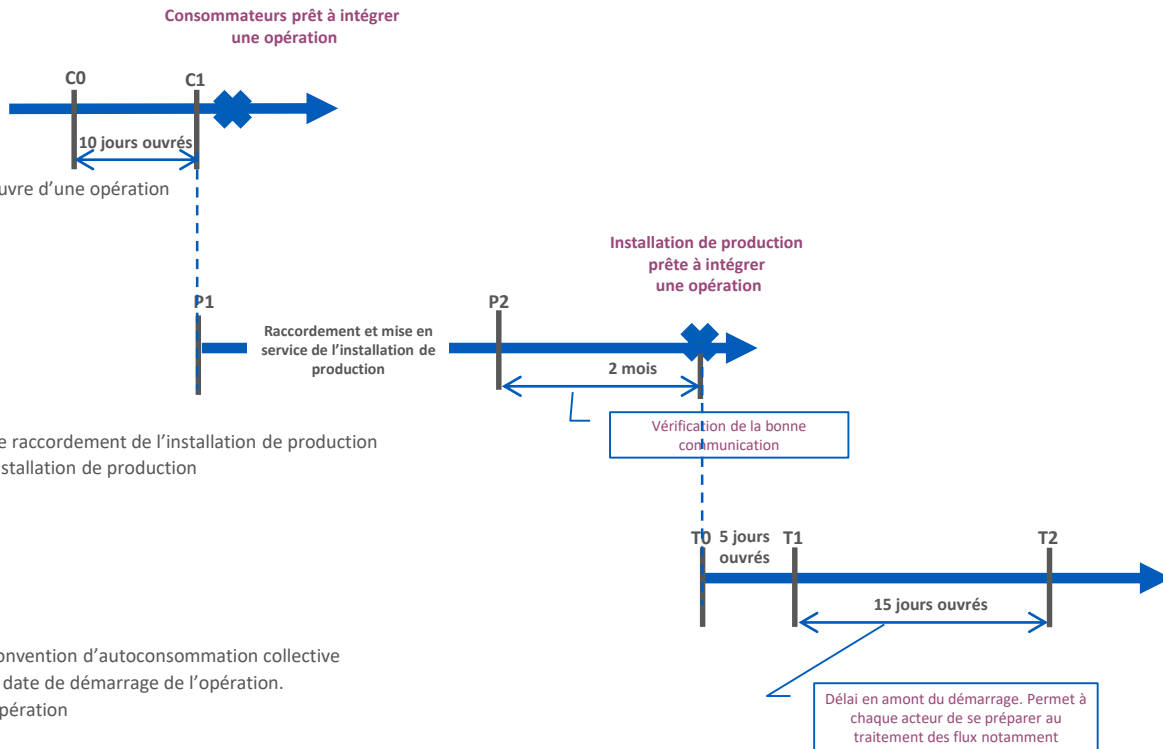 Consommateurs prêt à intégrer
une opération
C0
C1
10 jours ouvrés
uvre d’une opération
Installation de production
prête à intégrer
une opération
P1
P2
Raccordement et mise en
service de l’installation de
production
2 mois
Vérification de la bonne
communication
e raccordement de l’installation de production
nstallation de production
T0
5 jours
ouvrés
T1
T2
15 jours ouvrés
onvention d’autoconsommation collective
date de démarrage de l’opération.
pération
Délai en amont du démarrage. Permet à
chaque acteur de se préparer au
traitement des flux notamment